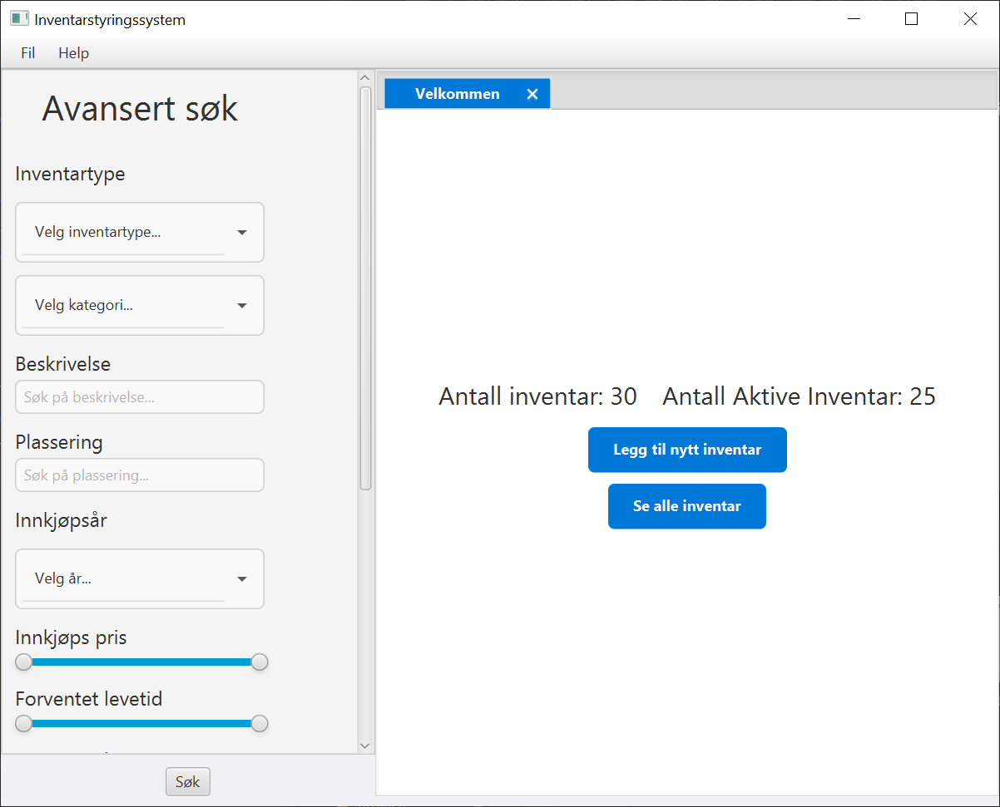 Inventarstyringssystem
Fil Help
Avansert søk
Inventartype
Velg inventartype...
Velg kategori...
Beskrivelse
Søk på beskrivelse...
Plassering
Søk på plassering...
Innkjøpsår
Velg år...
Innkjøps pris
Forventet levetid
Søk
Velkommen
Antall inventar: 30 Antall Aktive Inventar: 25
Legg til nytt inventar
Se alle inventar